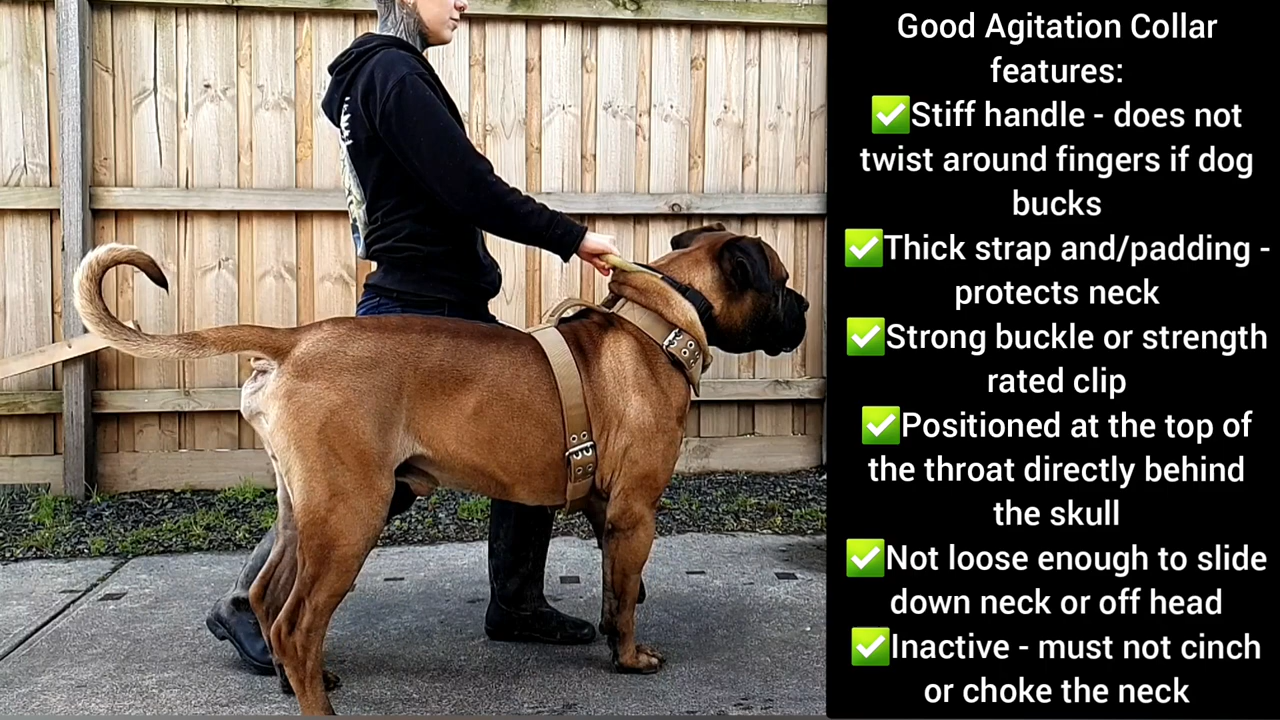 Good Agitation Collar
features:
✅Stiff handle - does not
twist around fingers if dog
bucks
✅Thick strap and/padding -
protects neck
✅Strong buckle or strength
rated clip
✅Positioned at the top of
the throat directly behind
the skull
✅Not loose enough to slide
down neck or off head
✅Inactive - must not cinch
or choke the neck